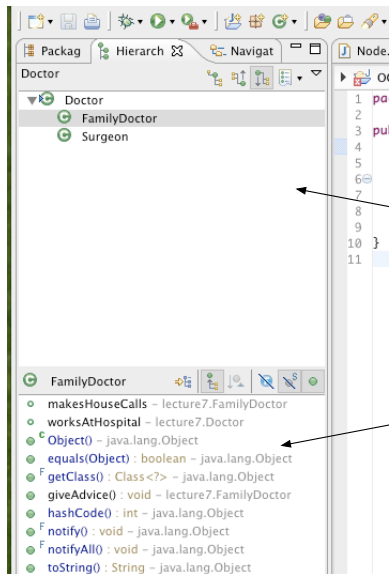 Packag Hierarch Navigat
Node.
Doctor
Doctor
FamilyDoctor
Surgeon
1 pa
2
3 pul
4
5
6
7
8
9
10 }
11
FamilyDoctor
makesHouseCalls – lecture7.FamilyDoctor
worksAtHospital – lecture7.Doctor
C Object() – java.lang.Object
equals(Object) : boolean – java.lang.Object
F getClass() : Class<?> – java.lang.Object
giveAdvice() : void – lecture7.FamilyDoctor
hashCode() : int – java.lang.Object
F notify() : void – java.lang.Object
F notifyAll() : void – java.lang.Object
toString() : String – java.lang.Object